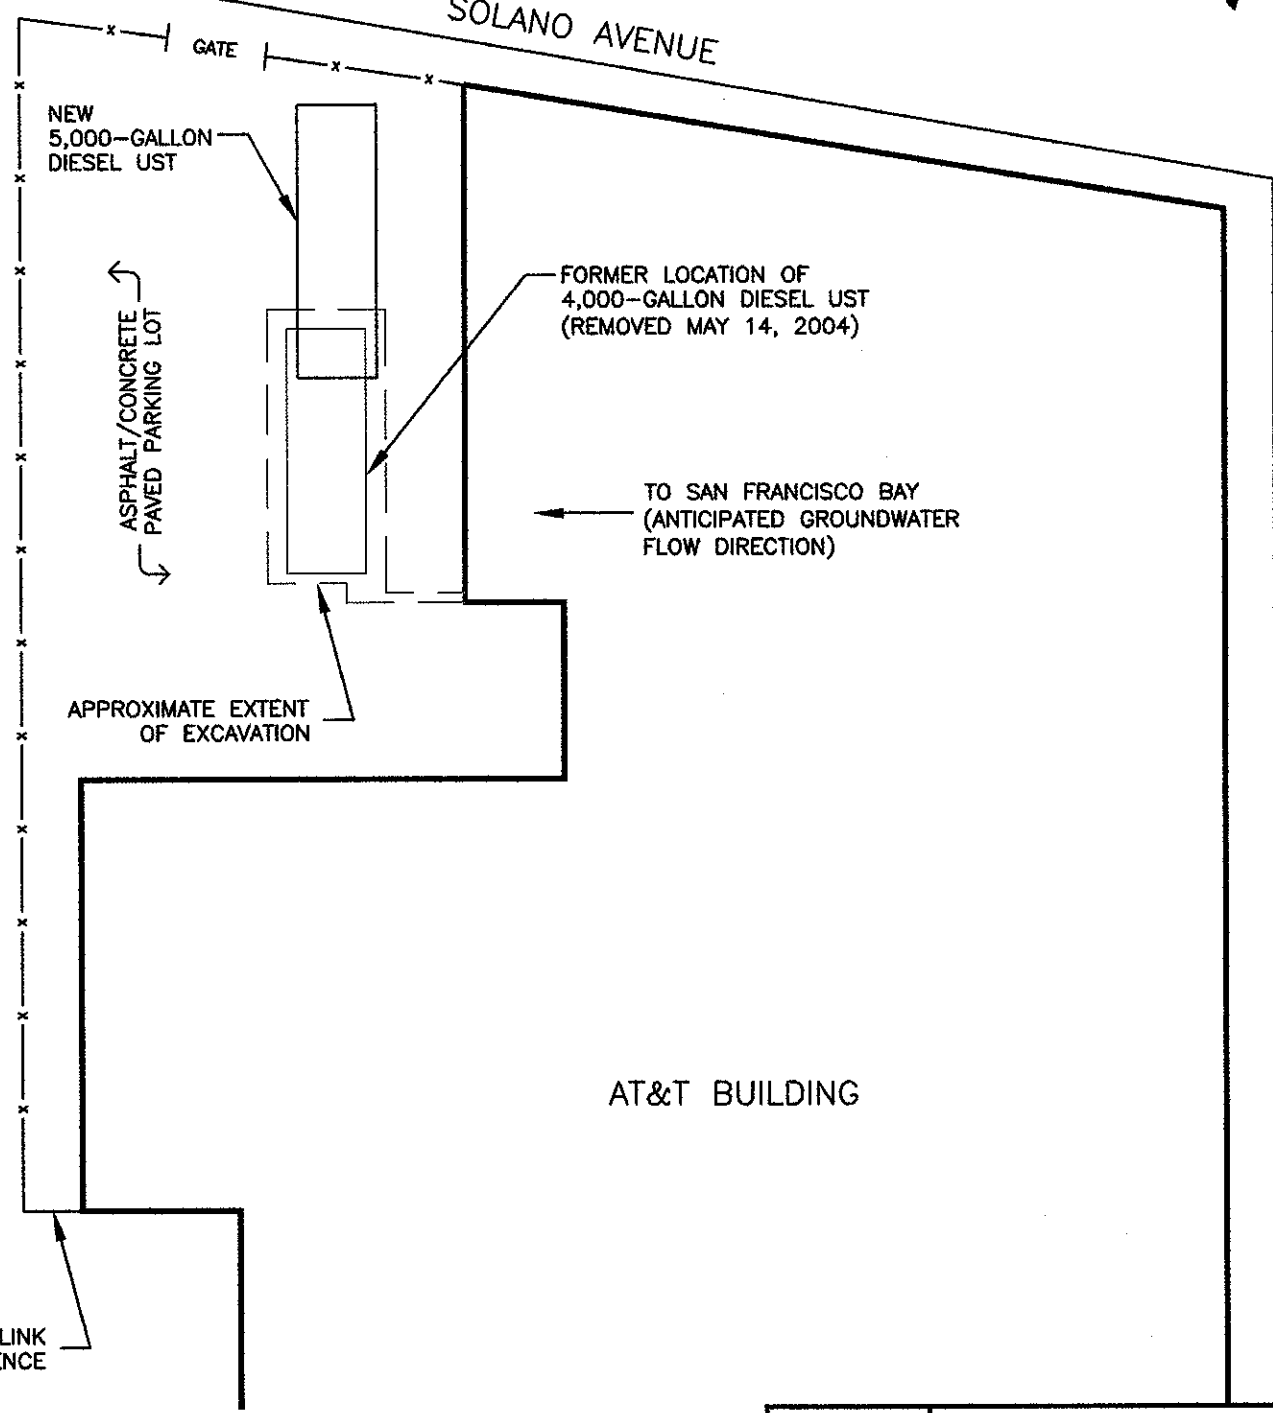 SOLANO AVENUE
GATE
NEW
5,000-GALLON
DIESEL UST
FORMER LOCATION OF
4,000-GALLON DIESEL UST
(REMOVED MAY 14, 2004)
ASPHALT/CONCRETE
PAVED PARKING LOT
TO SAN FRANCISCO BAY
(ANTICIPATED GROUNDWATER
FLOW DIRECTION)
APPROXIMATE EXTENT
OF EXCAVATION
AT&T BUILDING
LINK
ENCE